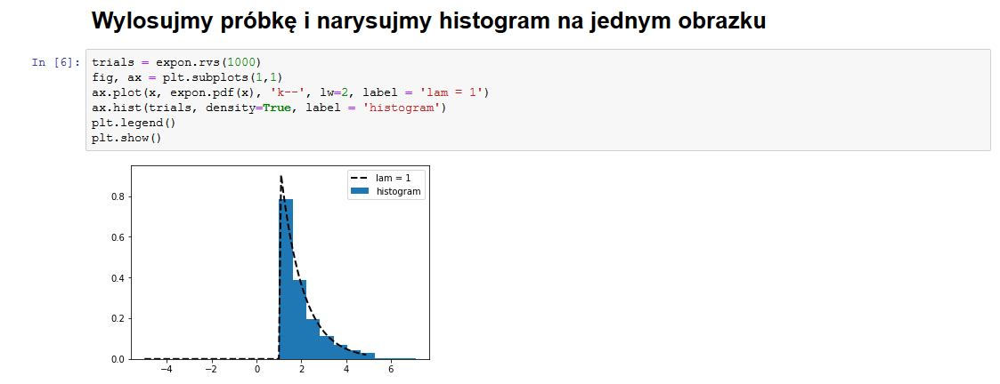 Wylosujmy próbkę i narysujmy histogram na jednym obrazku
In [6]: trials = expon.rvs(1000)
fig, ax = plt.subplots(1,1)
ax.plot(x, expon.pdf(x), 'k--', lw=2, label = 'lam = 1')
ax.hist(trials, density=True, label = 'histogram')
plt.legend()
plt.show()
lam = 1
histogram
0.8
0.6
0.4
0.2
0.0
−4 −2 0 2 4 6